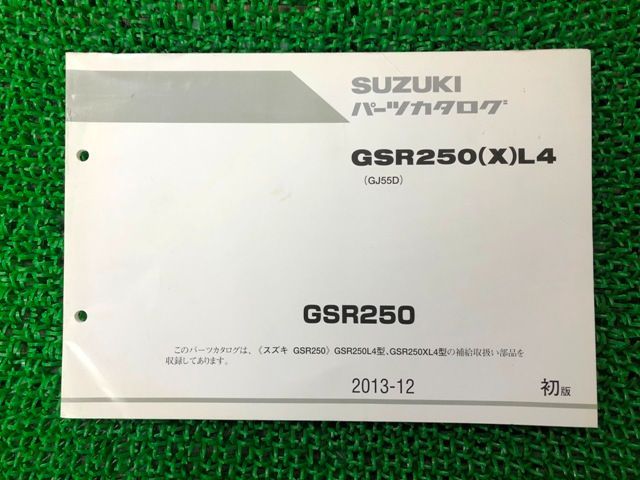 SUZUKI
パーツカタログ
GSR250(X)L4
(GJ55D)
GSR250
このパーツカタログは、《スズキ GSR250》GSR250L4型、GSR250XL4型の補給取扱い部品を
収録してあります。
2013-12 初版